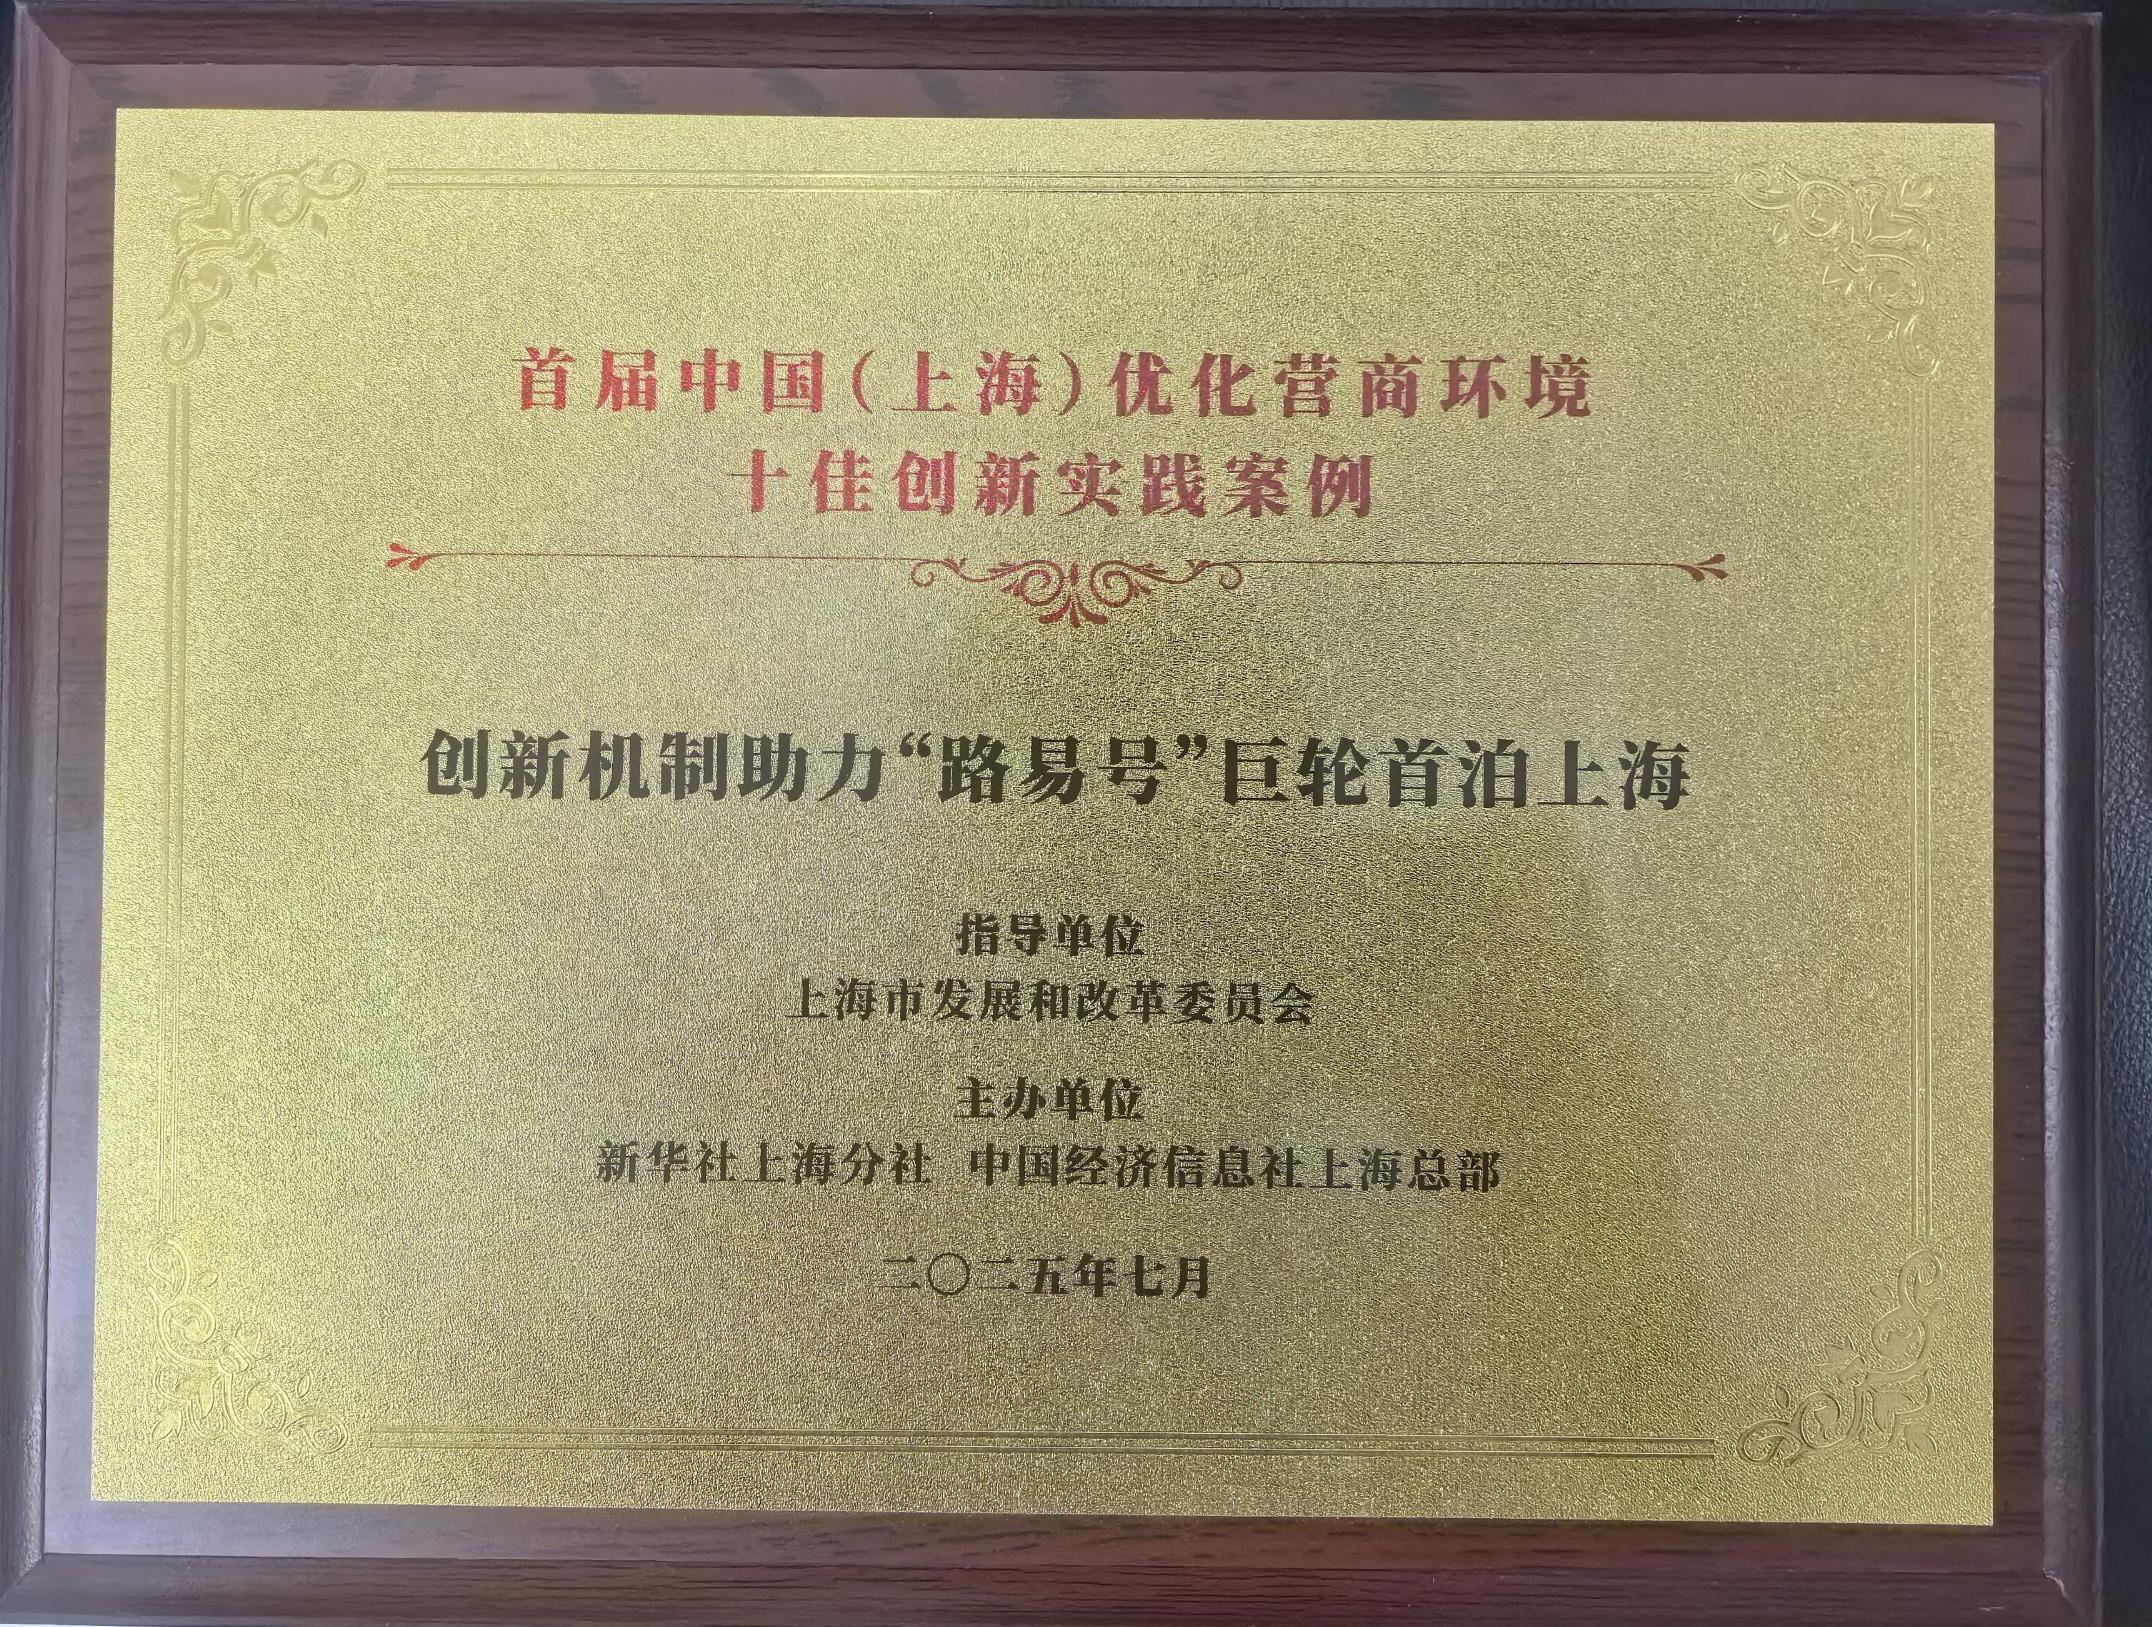 首届中国（上海）优化营商环境
十佳创新实践案例
创新机制助力“路易号”巨轮首泊上海
指导单位
上海市发展和改革委员会
主办单位
新华社上海分社 中国经济信息社上海总部
二〇二五年七月